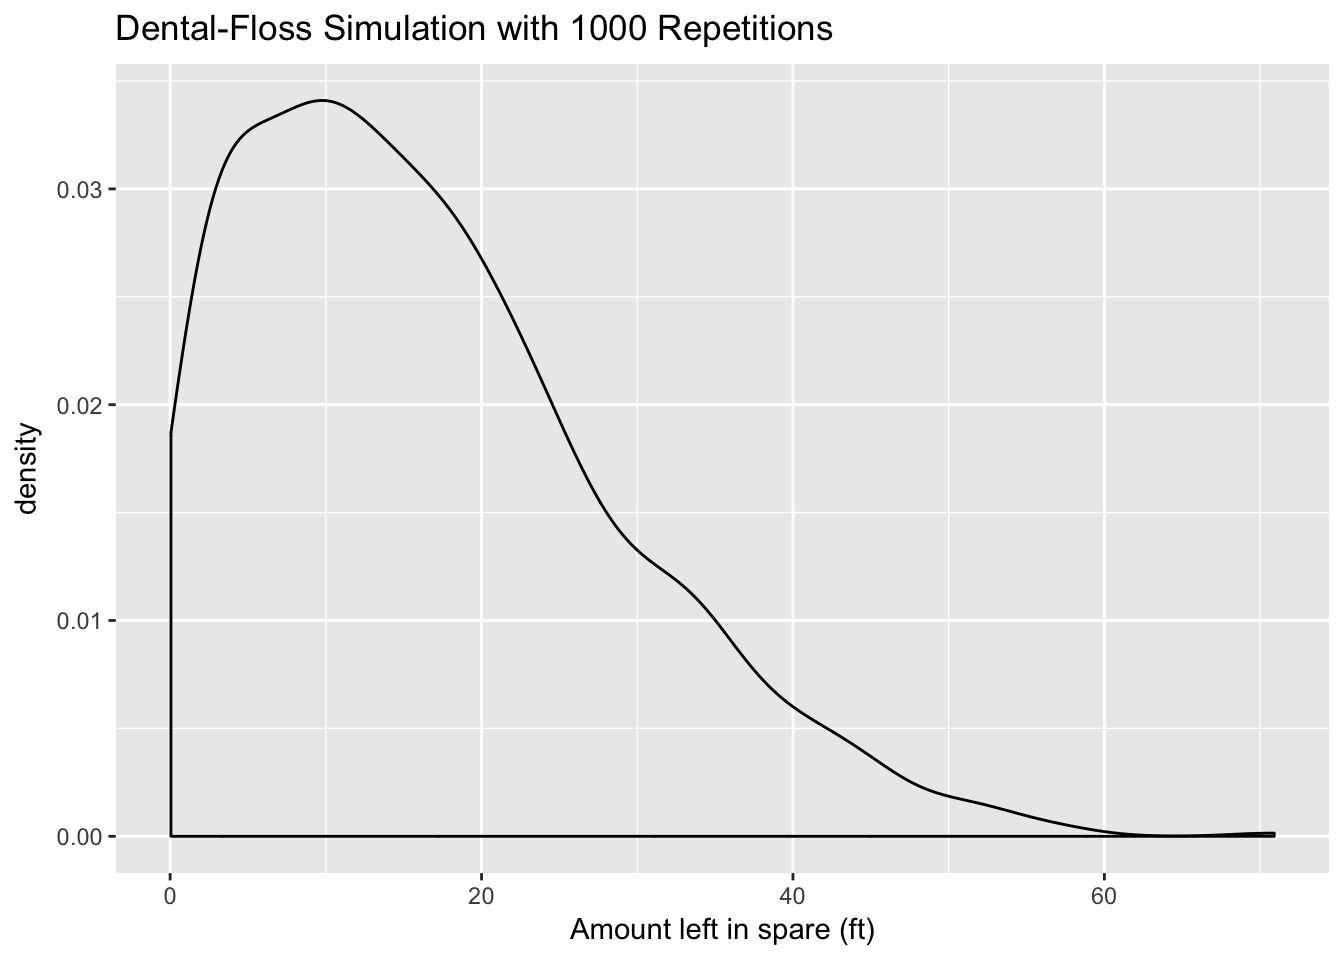 Dental-Floss Simulation with 1000 Repetitions
density
0.03
0.02
0.01
0.00
0 20 40 60
Amount left in spare (ft)